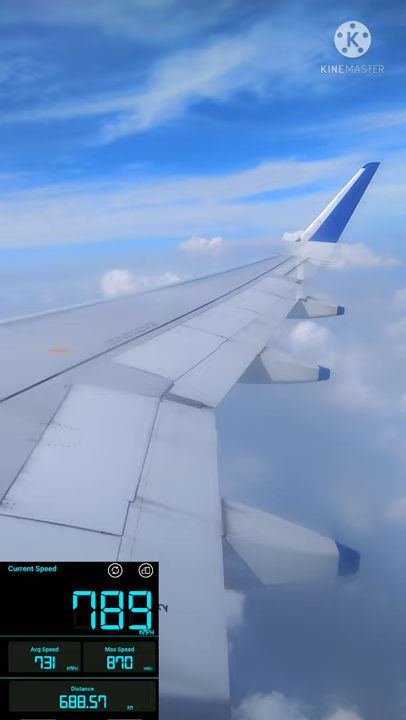 KINEMASTER
Current Speed
789
KMPH
Avg Speed
Max Speed
731 KMPH
870 KMPH
Distance
688.57 KM